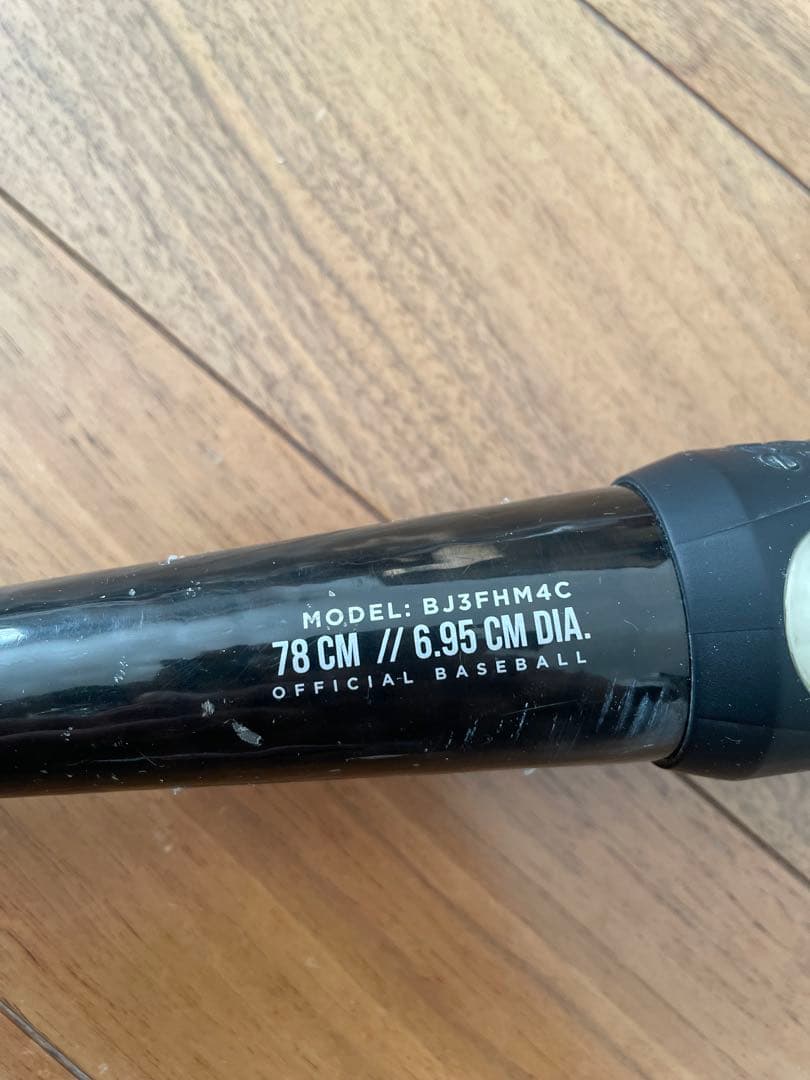 MODEL: BJ3FHM4C
78 CM // 6.95 CM DIA.
OFFICIAL BASEBALL